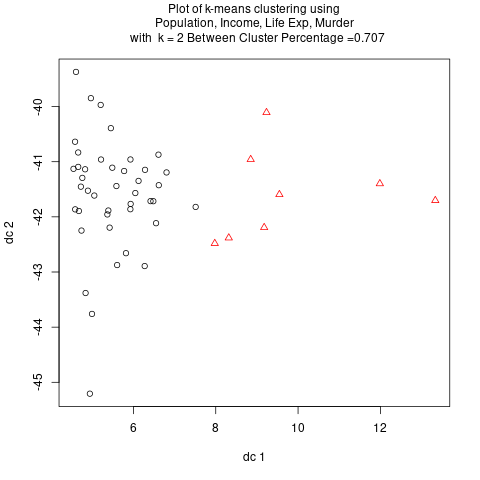 Plot of k-means clustering using
Population, Income, Life Exp, Murder
with k = 2 Between Cluster Percentage =0.707
-40
-41
-42
-43
-44
-45
dc 2
6
8
10
12
dc 1